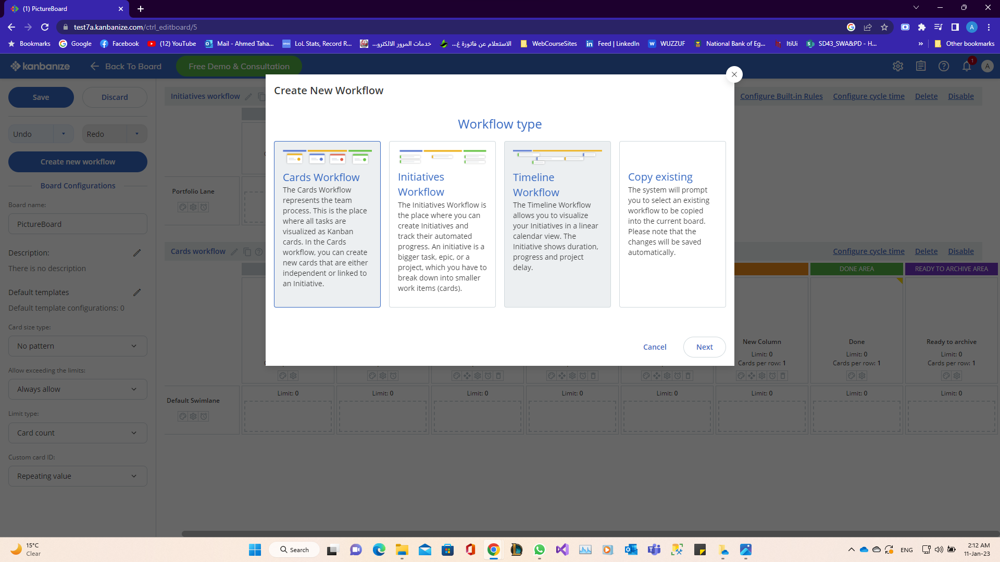 (1) PictureBoard
test7a.kanbanize.com/ctrl_editboard/5
Bookmarks Google Facebook (12) YouTube Mail - Ahmed Taha... LoL Stats, Record R... خدمات المرور الالكترو... الاستعلام عن فاتورة غ... WebCourseSites Feed | LinkedIn WUZZUF National Bank of Eg... ItiUi SD43_SWA&PD - H... » Other bookmarks
kanbanize Back To Board Free Demo & Consultation 1 A
Save Discard
Undo Redo
Create new workflow
Board Configurations
Board name:
PictureBoard
Description:
There is no description
Default templates
Default template configurations: 0
Card size type:
No pattern
Allow exceeding the limits:
Always allow
Limit type:
Card count
Custom card ID:
Repeating value
Initiatives workflow
Configure Built-in Rules Configure cycle time Delete Disable
Portfolio Lane
Cards workflow
Configure cycle time Delete Disable
DONE AREA READY TO ARCHIVE AREA
Create New Workflow
Workflow type
Cards Workflow
The Cards Workflow
represents the team
process. This is the place
where all tasks are
visualized as Kanban
cards. In the Cards
workflow, you can create
new cards that are either
independent or linked to
an Initiative.
Initiatives
Workflow
The Initiatives Workflow is
the place where you can
create Initiatives and
track their automated
progress. An initiative is a
bigger task, epic, or a
project, which you have to
break down into smaller
work items (cards).
Timeline
Workflow
The Timeline Workflow
allows you to visualize
your Initiatives in a linear
calendar view. The
Initiative shows duration,
progress and project
delay.
Copy existing
The system will prompt
you to select an existing
workflow to be copied
into the current board.
Please note that the
changes will be saved
automatically.
Cancel Next
New Column Done Ready to archive
Limit: 0 Limit: 0 Limit: 0
Cards per row: 1 Cards per row: 1 Cards per row: 1
Default Swimlane
Limit: 0 Limit: 0 Limit: 0 Limit: 0 Limit: 0 Limit: 0 Limit: 0 Limit: 0
15°C
Clear
Search
ENG
2:12 AM
11-Jan-23